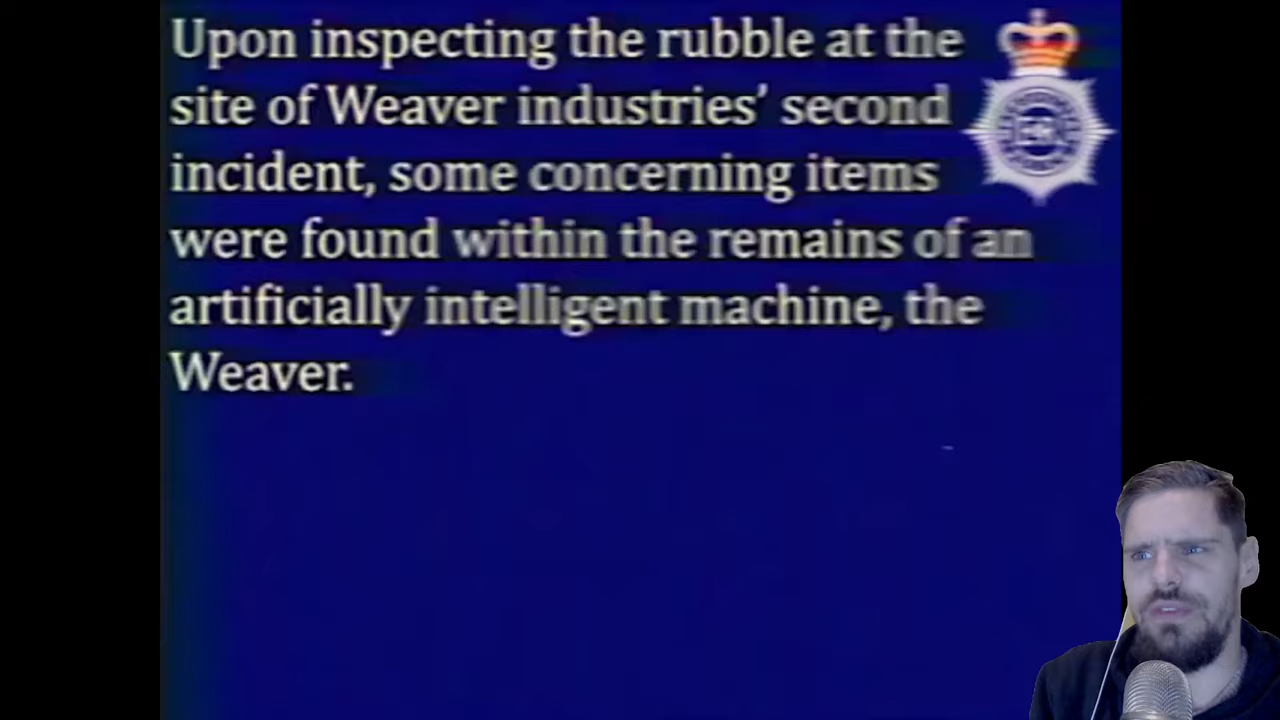 Upon inspecting the rubble at the
site of Weaver industries’ second
incident, some concerning items
were found within the remains of an
artificially intelligent machine, the
Weaver.